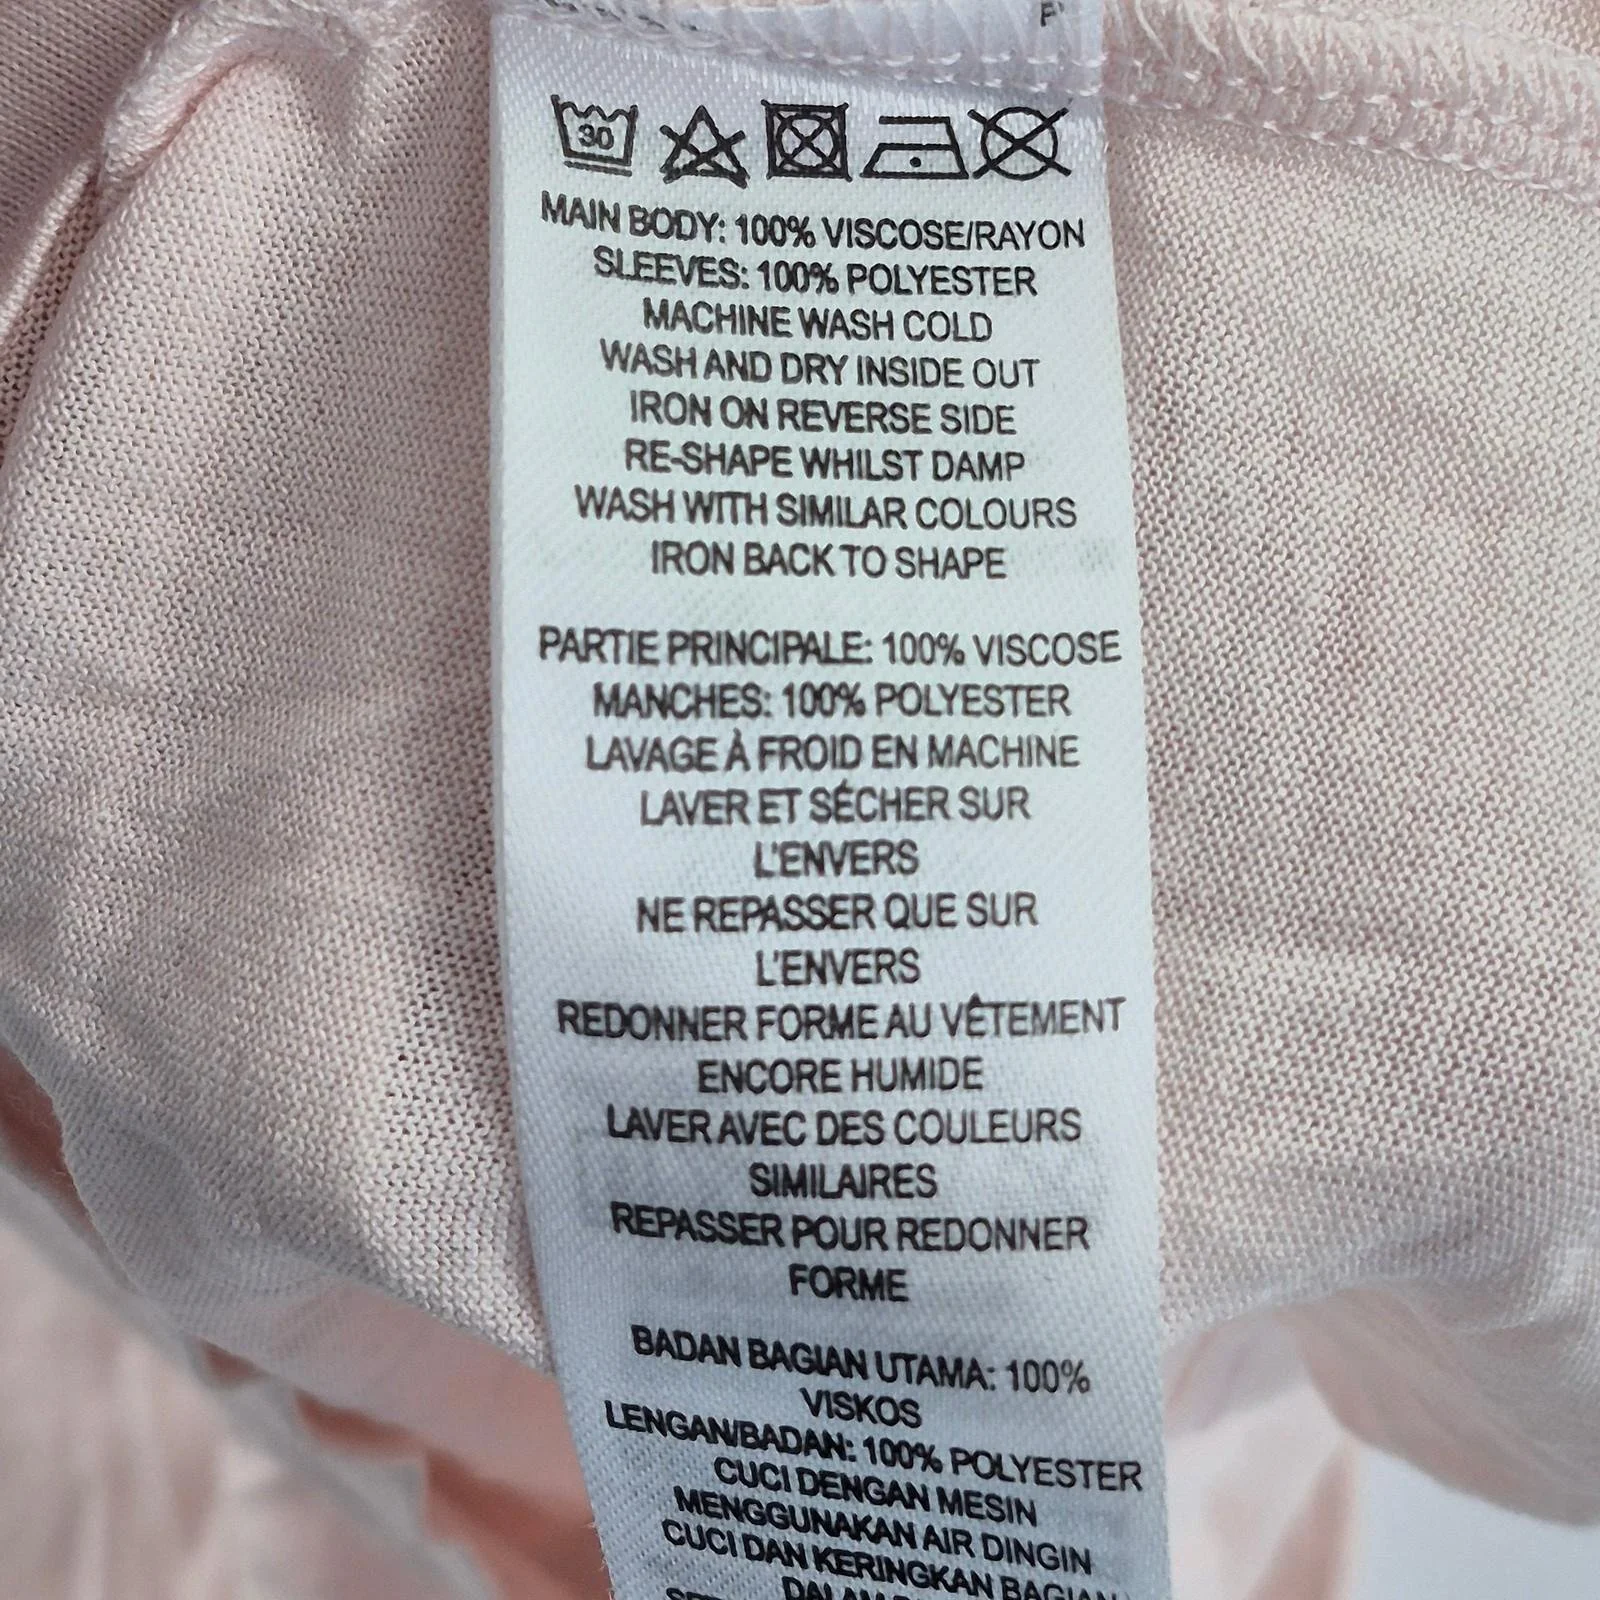 30
MAIN BODY: 100% VISCOSE/RAYON
SLEEVES: 100% POLYESTER
MACHINE WASH COLD
WASH AND DRY INSIDE OUT
IRON ON REVERSE SIDE
RE-SHAPE WHILST DAMP
WASH WITH SIMILAR COLOURS
IRON BACK TO SHAPE
PARTIE PRINCIPALE: 100% VISCOSE
MANCHES: 100% POLYESTER
LAVAGE À FROID EN MACHINE
LAVER ET SÉCHER SUR
L'ENVERS
NE REPASSER QUE SUR
L'ENVERS
REDONNER FORME AU VÊTEMENT
ENCORE HUMIDE
LAVER AVEC DES COULEURS
SIMILAIRES
REPASSER POUR REDONNER
FORME
BADAN BAGIAN UTAMA: 100%
VISKOS
LENGAN/BADAN: 100% POLYESTER
CUCI DENGAN MESIN
MENGGUNAKAN AIR DINGIN
CUCI DAN KERINGKAN BAGIAN